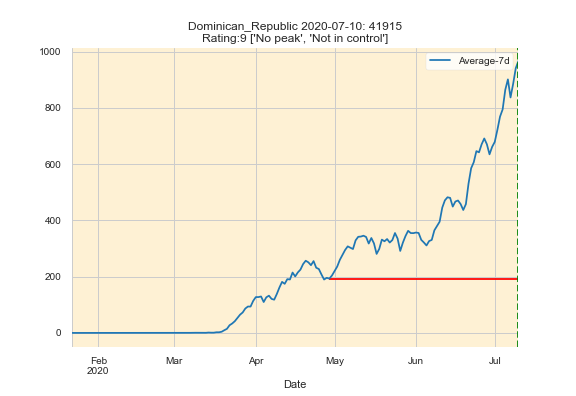 Dominican_Republic 2020-07-10: 41915
Rating:9 ['No peak', 'Not in control']
Average-7d
1000
800
600
400
200
0
Feb Mar Apr May Jun Jul
2020
Date